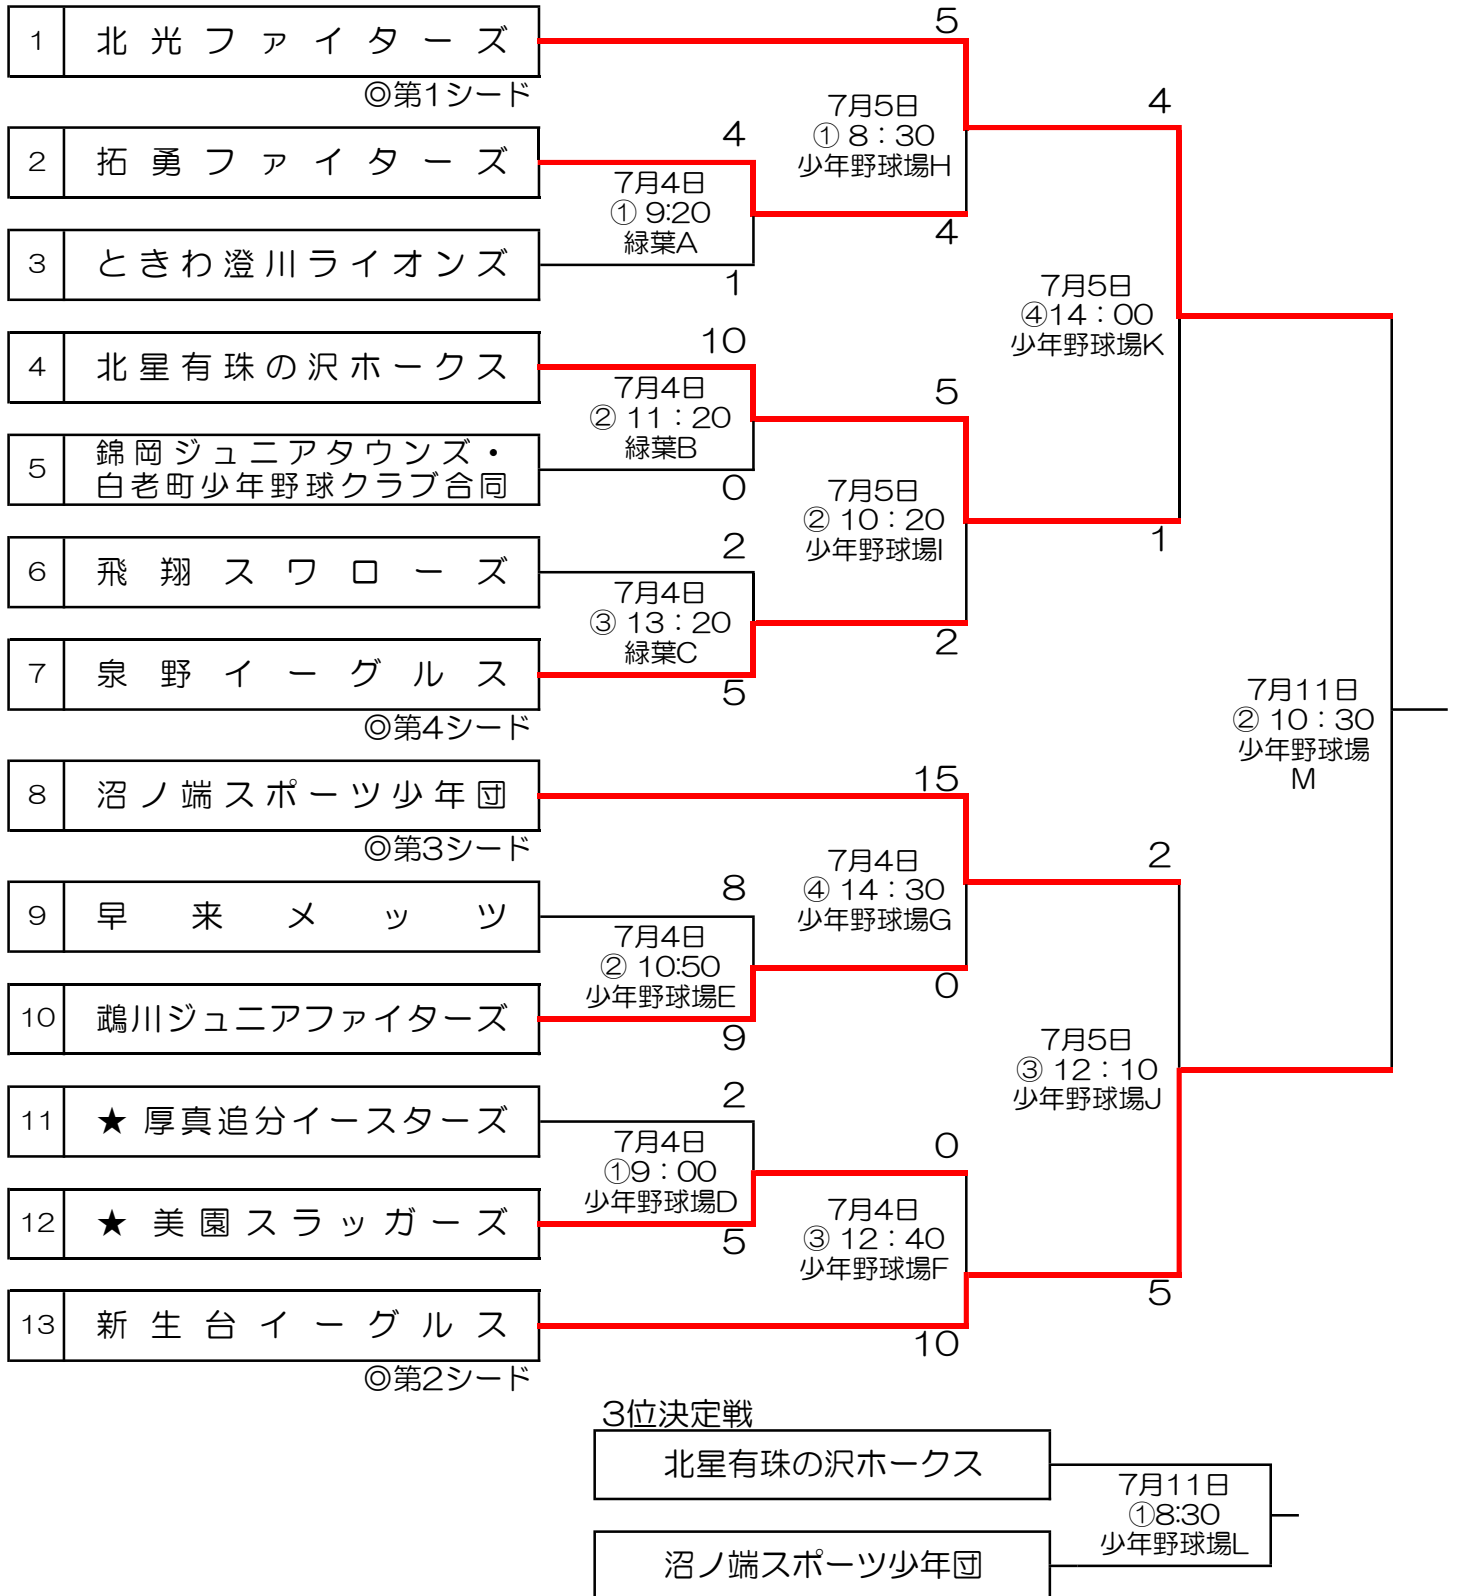 5
1 北光ファイターズ
◎第1シード
7月5日
① 8：30
少年野球場H
4
4
2 拓勇ファイターズ
7月4日
① 9:20
緑葉A
4
3 ときわ澄川ライオンズ
1
7月5日
④14：00
少年野球場K
10
4 北星有珠の沢ホークス
7月4日
② 11：20
緑葉B
5
5 錦岡ジュニアタウンズ・
白老町少年野球クラブ合同
0
7月5日
② 10：20
少年野球場I
1
2
6 飛翔スワローズ
7月4日
③ 13：20
緑葉C
2
7 泉野イーグルス
5
◎第4シード
7月11日
② 10：30
少年野球場
M
15
8 沼ノ端スポーツ少年団
◎第3シード
7月4日
④ 14：30
少年野球場G
2
8
9 早来メッツ
7月4日
② 10:50
少年野球場E
0
10 鵡川ジュニアファイターズ
9
7月5日
③ 12：10
少年野球場J
2
11 ★厚真追分イースターズ
7月4日
①9：00
少年野球場D
0
12 ★美園スラッガーズ
5
7月4日
③ 12：40
少年野球場F
5
13 新生台イーグルス
10
◎第2シード
3位決定戦
北星有珠の沢ホークス
7月11日
①8:30
少年野球場L
沼ノ端スポーツ少年団